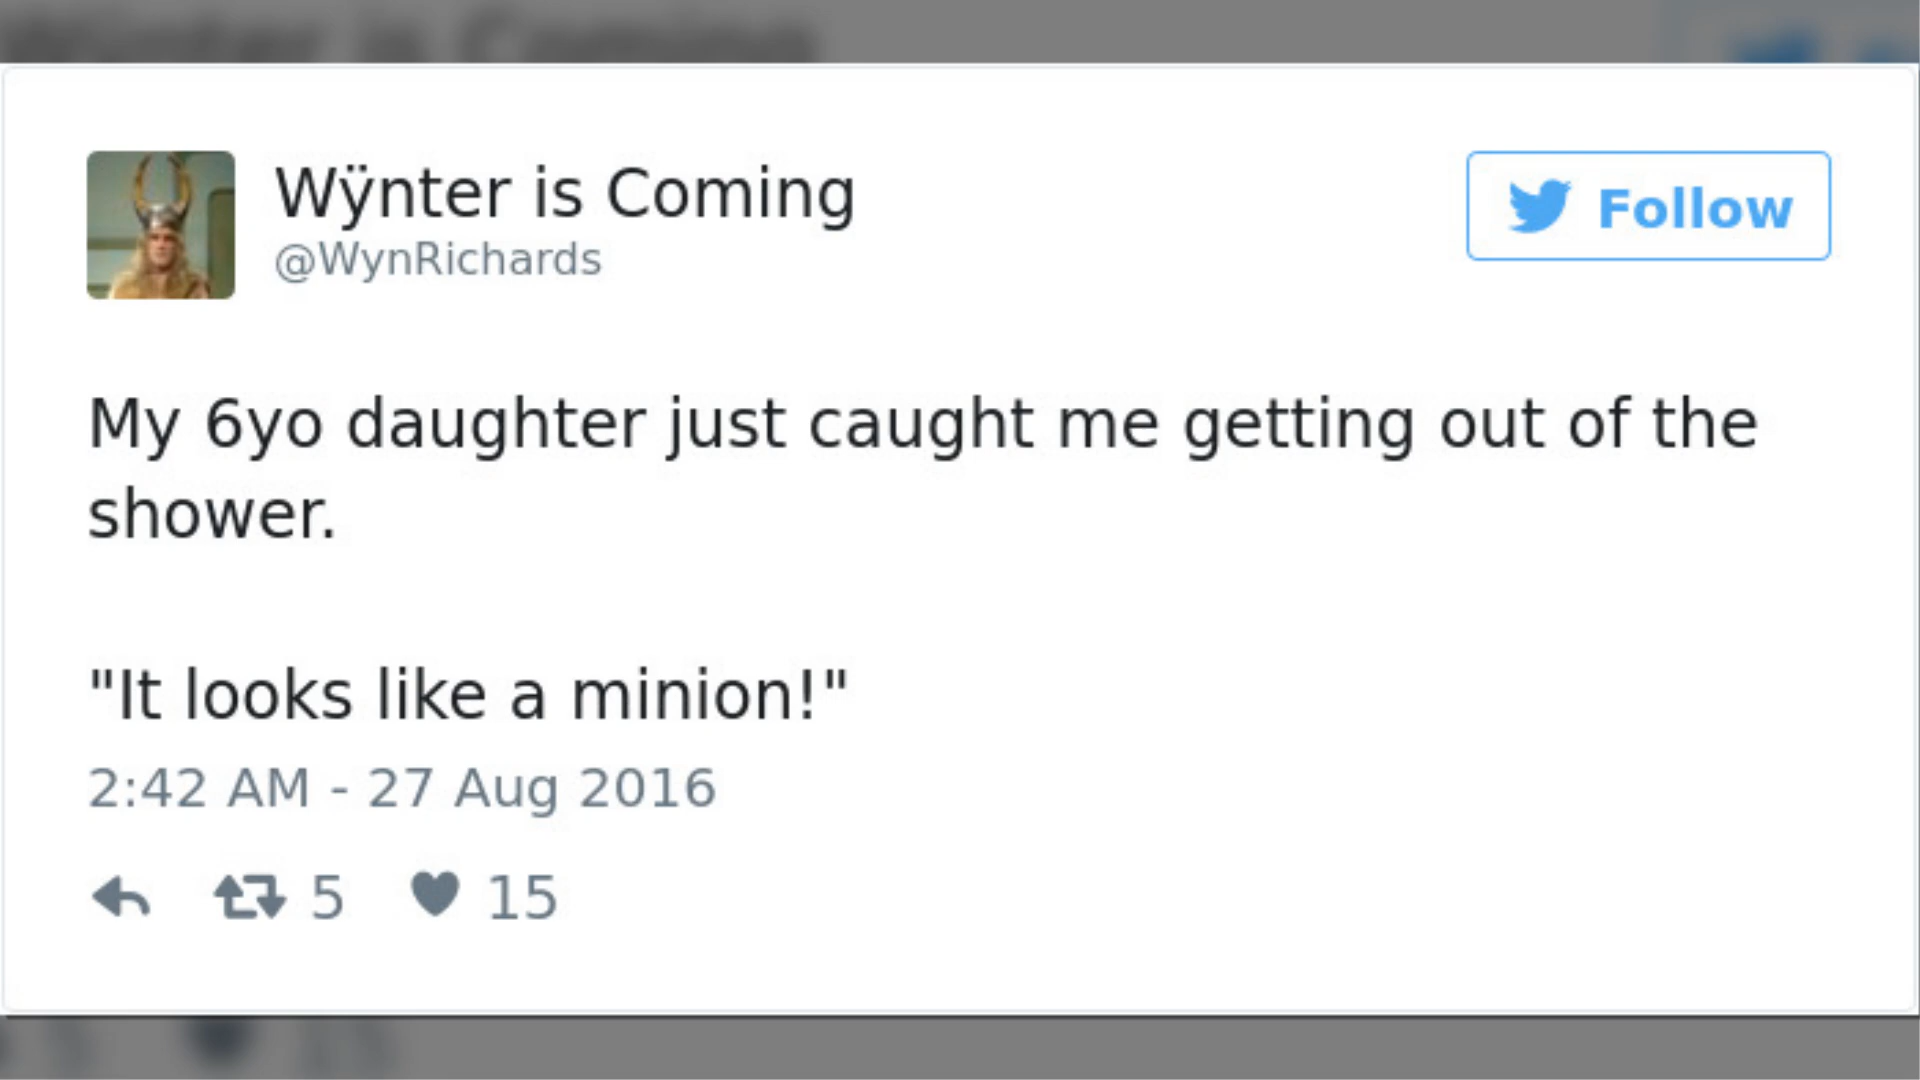 Wÿnter is Coming
@WynRichards
Follow
My 6yo daughter just caught me getting out of the
shower.
"It looks like a minion!"
2:42 AM - 27 Aug 2016
5 15